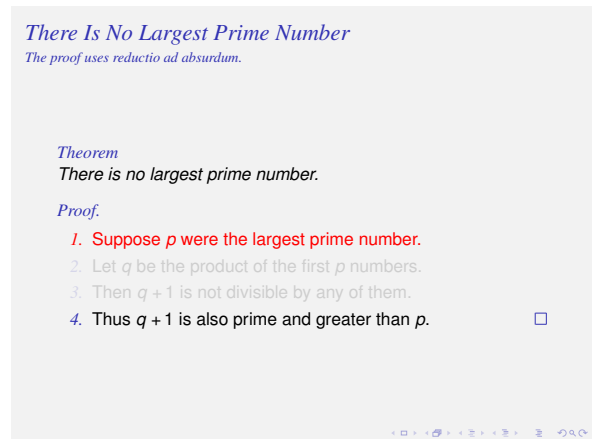 There Is No Largest Prime Number
The proof uses reductio ad absurdum.
Theorem
There is no largest prime number.
Proof.
1. Suppose p were the largest prime number.
2. Let q be the product of the first p numbers.
3. Then q + 1 is not divisible by any of them.
4. Thus q + 1 is also prime and greater than p.